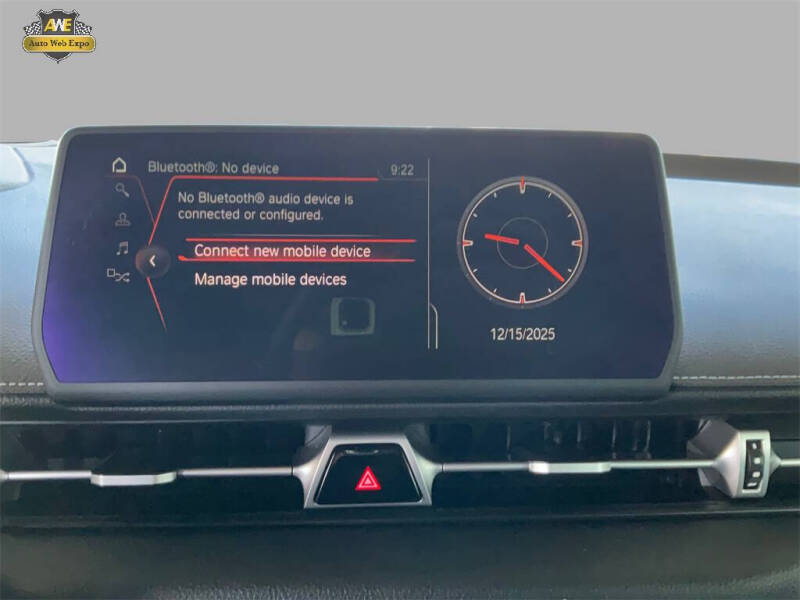 AWE
Auto Web Expo
Bluetooth®: No device
9:22
No Bluetooth® audio device is
connected or configured.
Connect new mobile device
Manage mobile devices
12/15/2025